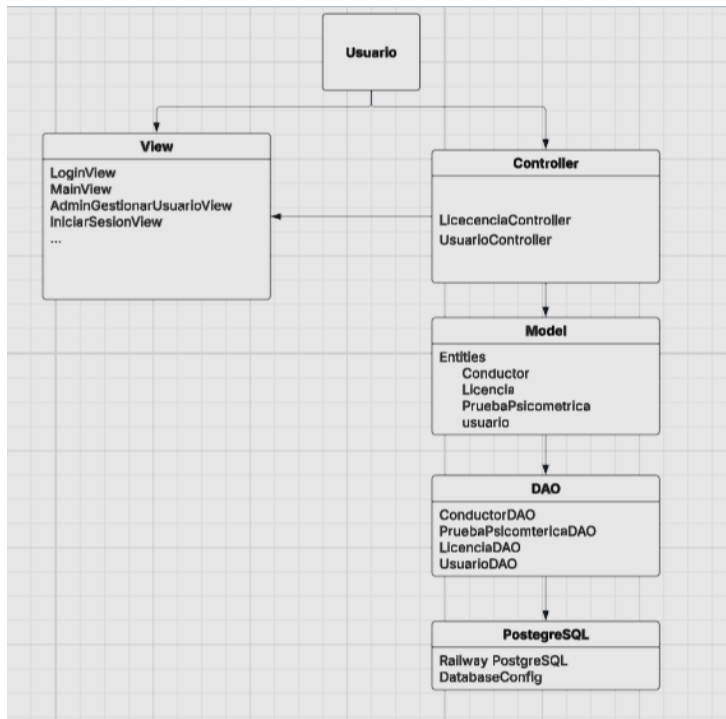 Usuario
View
LoginView
MainView
AdminGestionarUsuarioView
IniciarSesionView
...
Controller
LicecenciaController
UsuarioController
Model
Entities
Conductor
Licencia
PruebaPsicometrica
usuario
DAO
ConductorDAO
PruebaPsicomtericaDAO
LicenciaDAO
UsuarioDAO
PostegreSQL
Railway PostgreSQL
DatabaseConfig